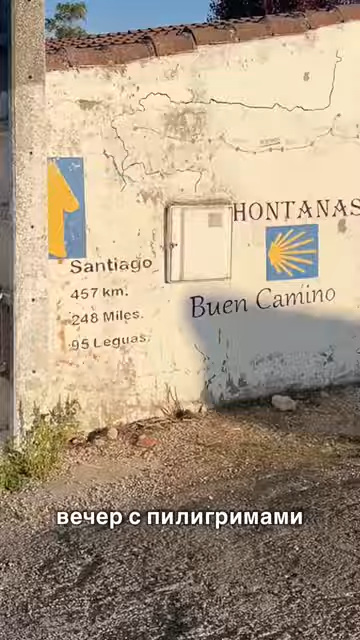 HONTANAS
Santiago
457 km.
248 Miles.
95 Leguas.
Buen Camino
вечер с пилигримами